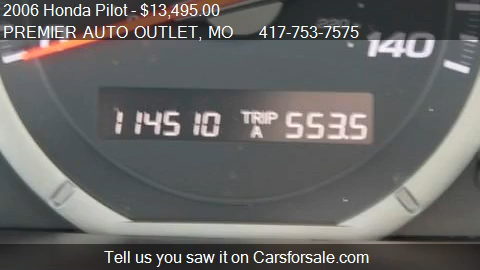 2006 Honda Pilot - $13,495.00
PREMIER AUTO OUTLET, MO 417-753-7575
140
114510 TRIP A 553.5
Tell us you saw it on Carsforsale.com